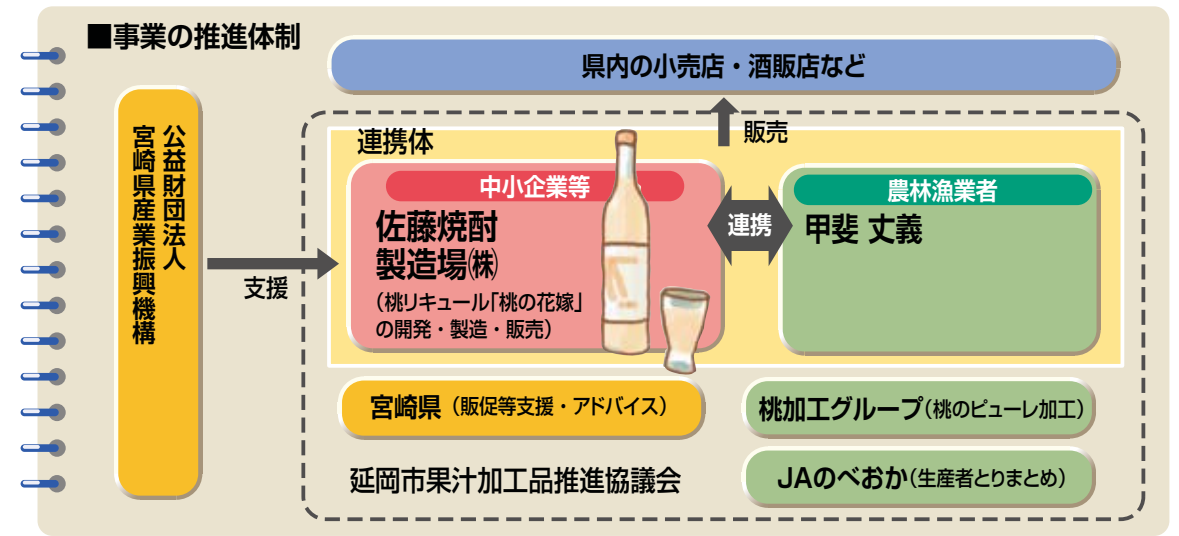 ■事業の推進体制
県内の小売店・酒販店など
公益財団法人
宮崎県産業振興機構
支援
販売
連携体
中小企業等
佐藤焼酎
製造場㈱
(桃リキュール「桃の花嫁」
の開発・製造・販売)
連携
農林漁業者
甲斐 丈義
宮崎県(販促等支援・アドバイス)
桃加工グループ(桃のピューレ加工)
延岡市果汁加工品推進協議会
JAのべおか(生産者とりまとめ)